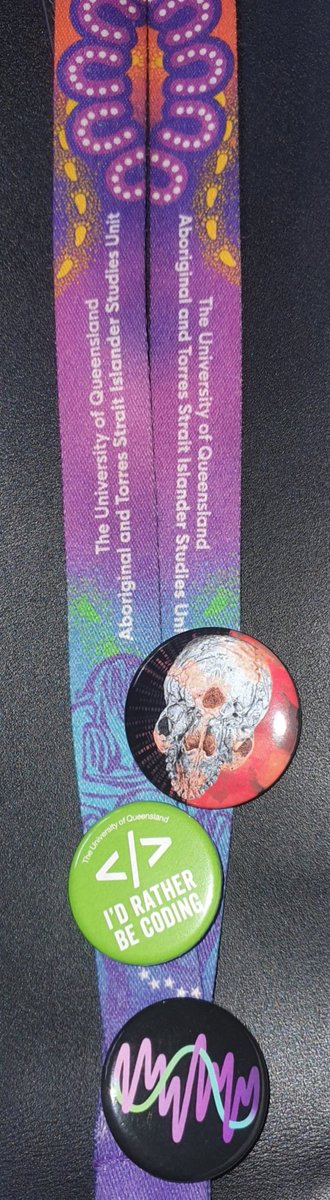 The University of Queensland
Aboriginal and Torres Strait Islander Studies Unit
The University of Queensland
Aboriginal and Torres Strait Islander Studies Uni
The University of Queensland
</>
I'D RATHER
BE CODING